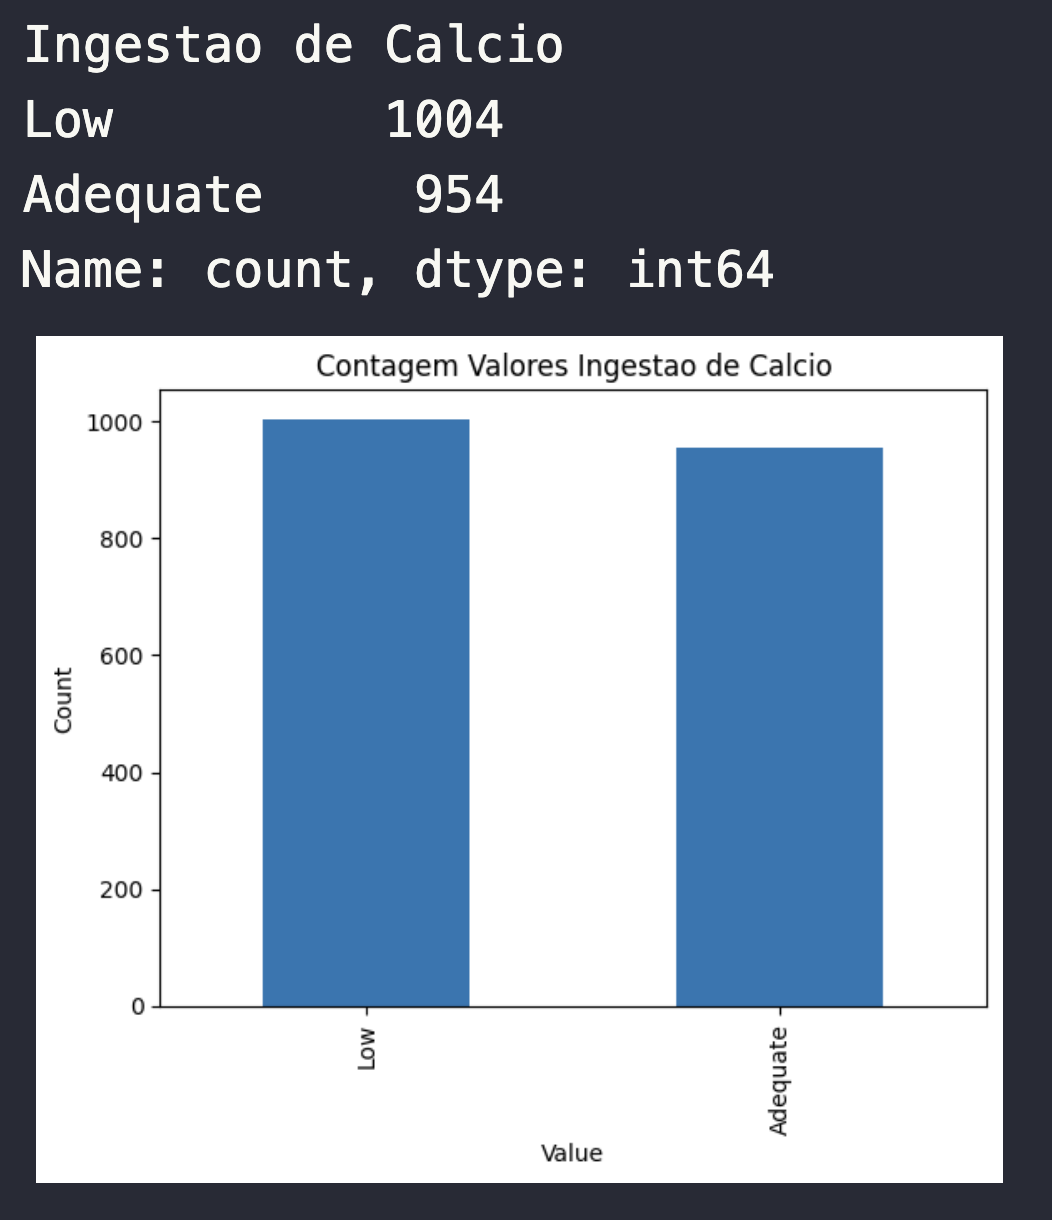 Ingestao de Calcio
Low 1004
Adequate 954
Name: count, dtype: int64
Contagem Valores Ingestao de Calcio
1000
800
600
400
200
0
Count
Low
Adequate
Value